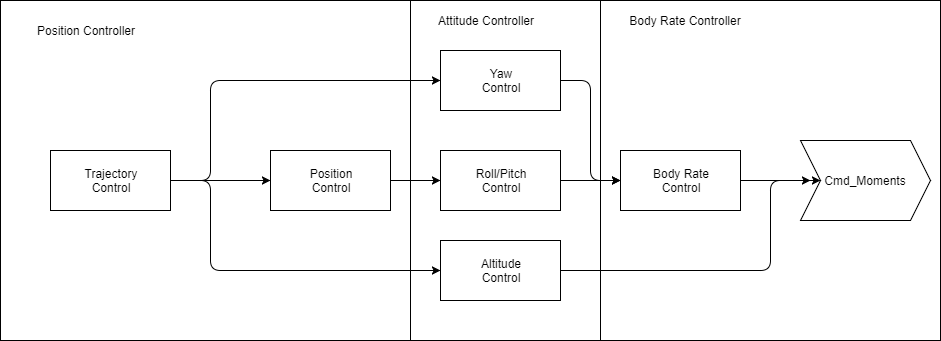 Position Controller
Attitude Controller
Body Rate Controller
Yaw
Control
Trajectory
Control
Position
Control
Roll/Pitch
Control
Body Rate
Control
Cmd_Moments
Altitude
Control